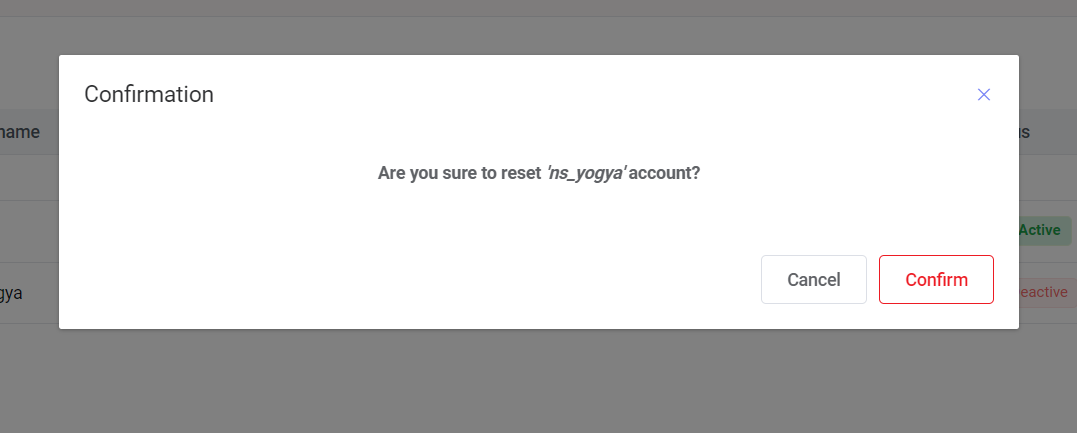 Confirmation
name
us
Are you sure to reset 'ns_yogya' account?
Active
Cancel
Confirm
gya
eactive